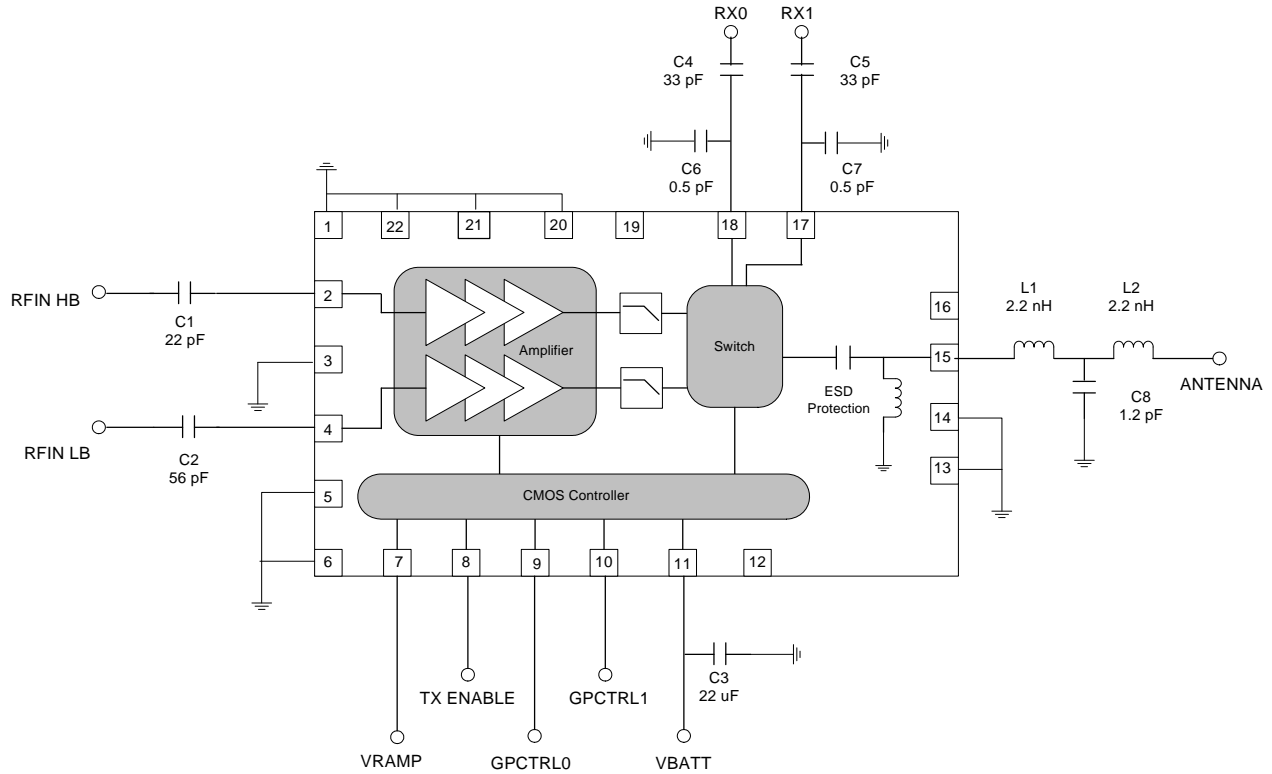 RX0
RX1
C4
33 pF
C5
33 pF
C6
0.5 pF
C7
0.5 pF
1
22
21
20
19
18
17
RFIN HB
C1
22 pF
2
3
RFIN LB
C2
56 pF
4
5
6
Amplifier
Switch
ESD
Protection
16
15
14
13
L1
2.2 nH
L2
2.2 nH
C8
1.2 pF
ANTENNA
CMOS Controller
7
8
9
10
11
12
C3
22 uF
TX ENABLE
GPCTRL1
VRAMP
GPCTRL0
VBATT